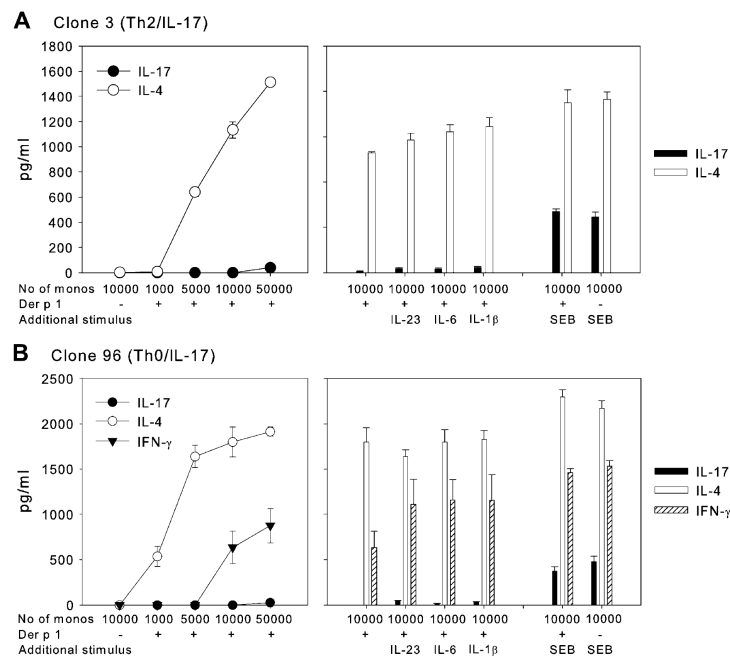 A Clone 3 (Th2/IL-17)
1800
1600
1400
1200
1000
800
600
400
200
0
pg/ml
IL-17
IL-4
IL-17
IL-4
No of monos 10000 1000 5000 10000 50000 10000 10000 10000 10000 10000 10000
Der p 1 - + + + + + + + + + -
Additional stimulus IL-23 IL-6 IL-1β SEB SEB
B Clone 96 (Th0/IL-17)
2500
2000
1500
1000
500
0
pg/ml
IL-17
IL-4
IFN-γ
IL-17
IL-4
IFN-γ
No of monos 10000 1000 5000 10000 50000 10000 10000 10000 10000 10000 10000
Der p 1 - + + + + + + + + + -
Additional stimulus IL-23 IL-6 IL-1β SEB SEB